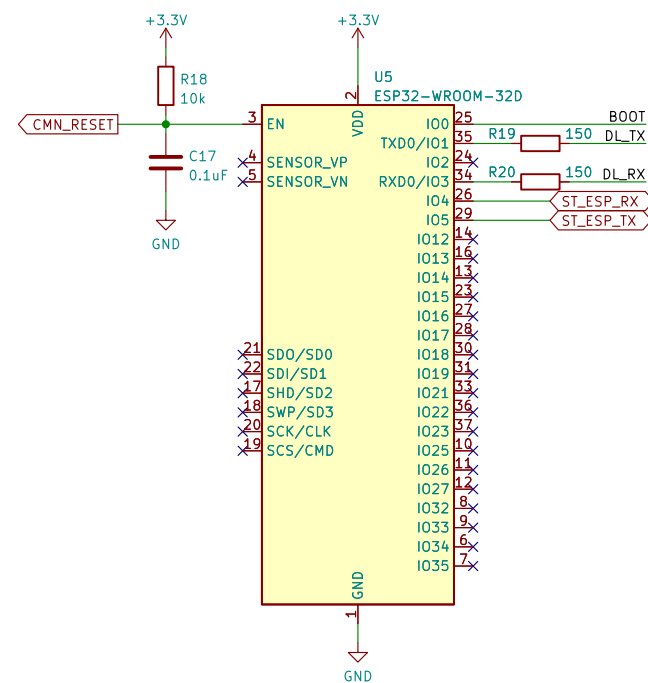 +3.3V
+3.3V
R18
10k
U5
ESP32-WROOM-32D
CMN_RESET
C17
0.1uF
GND
2
VDD
3 EN
4 SENSOR_VP
5 SENSOR_VN
21 SDO/SD0
22 SDI/SD1
17 SHD/SD2
18 SWP/SD3
20 SCK/CLK
19 SCS/CMD
IO0 25 BOOT
TXD0/IO1 35 R19 150 DL_TX
IO2 24
RXD0/IO3 34 R20 150 DL_RX
IO4 26 ST_ESP_RX
IO5 29 ST_ESP_TX
IO12 14
IO13 16
IO14 13
IO15 23
IO16 27
IO17 28
IO18 30
IO19 31
IO21 33
IO22 36
IO23 37
IO25 10
IO26 11
IO27 12
IO32 8
IO33 9
IO34 6
IO35 7
GND
1
GND